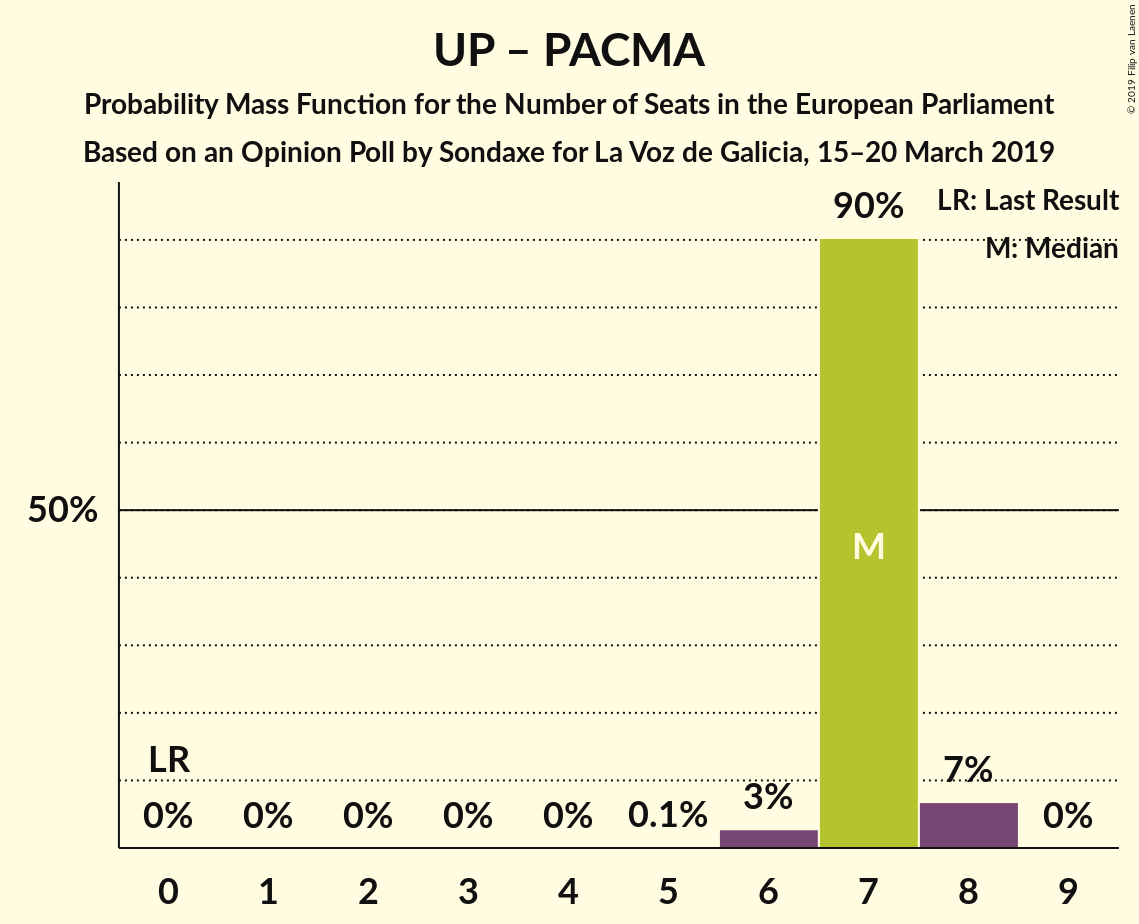 UP – PACMA
Probability Mass Function for the Number of Seats in the European Parliament
Based on an Opinion Poll by Sondaxe for La Voz de Galicia, 15–20 March 2019
© 2019 Filip van Laenen
LR: Last Result
M: Median
90%
50%
M
LR
0% 0% 0% 0% 0% 0.1% 3% 7% 0%
0 1 2 3 4 5 6 7 8 9